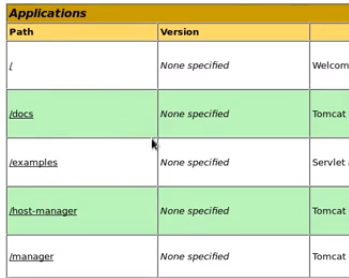 Applications
Path Version
/ None specified Welcom
/docs None specified Tomcat
/examples None specified Servlet
/host-manager None specified Tomcat
/manager None specified Tomcat